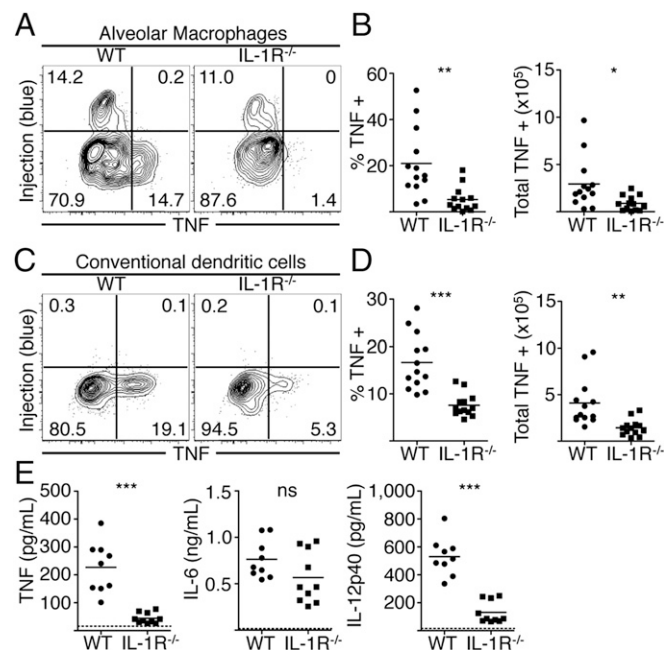 A
Alveolar Macrophages
WT IL-1R-/-
Injection (blue)
14.2 0.2
70.9 14.7
11.0 0
87.6 1.4
TNF
B
% TNF +
60
40
20
**
WT IL-1R-/-
Total TNF + (x10⁵)
15
10
5
*
WT IL-1R-/-
C
Conventional dendritic cells
WT IL-1R-/-
Injection (blue)
0.3 0.1
80.5 19.1
0.2 0.1
94.5 5.3
TNF
D
% TNF +
30
20
10
***
WT IL-1R-/-
Total TNF + (x10⁵)
15
10
5
**
WT IL-1R-/-
E
TNF (pg/mL)
500
400
300
200
100
***
WT IL-1R-/-
IL-6 (ng/mL)
1.5
1.0
0.5
ns
WT IL-1R-/-
IL-12p40 (pg/mL)
1,000
800
600
400
200
***
WT IL-1R-/-